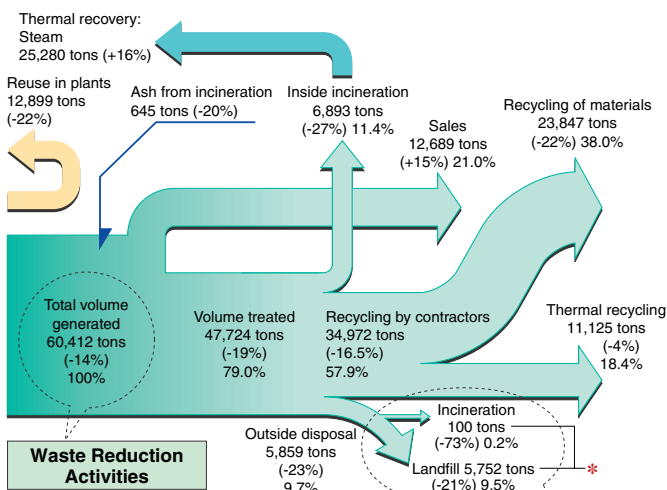 Thermal recovery:
Steam
25,280 tons (+16%)
Reuse in plants
12,899 tons
(-22%)
Ash from incineration
645 tons (-20%)
Inside incineration
6,893 tons
(-27%) 11.4%
Sales
12,689 tons
(+15%) 21.0%
Recycling of materials
23,847 tons
(-22%) 38.0%
Total volume
generated
60,412 tons
(-14%)
100%
Volume treated
47,724 tons
(-19%)
79.0%
Recycling by contractors
34,972 tons
(-16.5%)
57.9%
Thermal recycling
11,125 tons
(-4%)
18.4%
Waste Reduction
Activities
Outside disposal
5,859 tons
(-23%)
9.7%
Incineration
100 tons
(-73%) 0.2%
Landfill 5,752 tons
(-21%) 9.5%
*